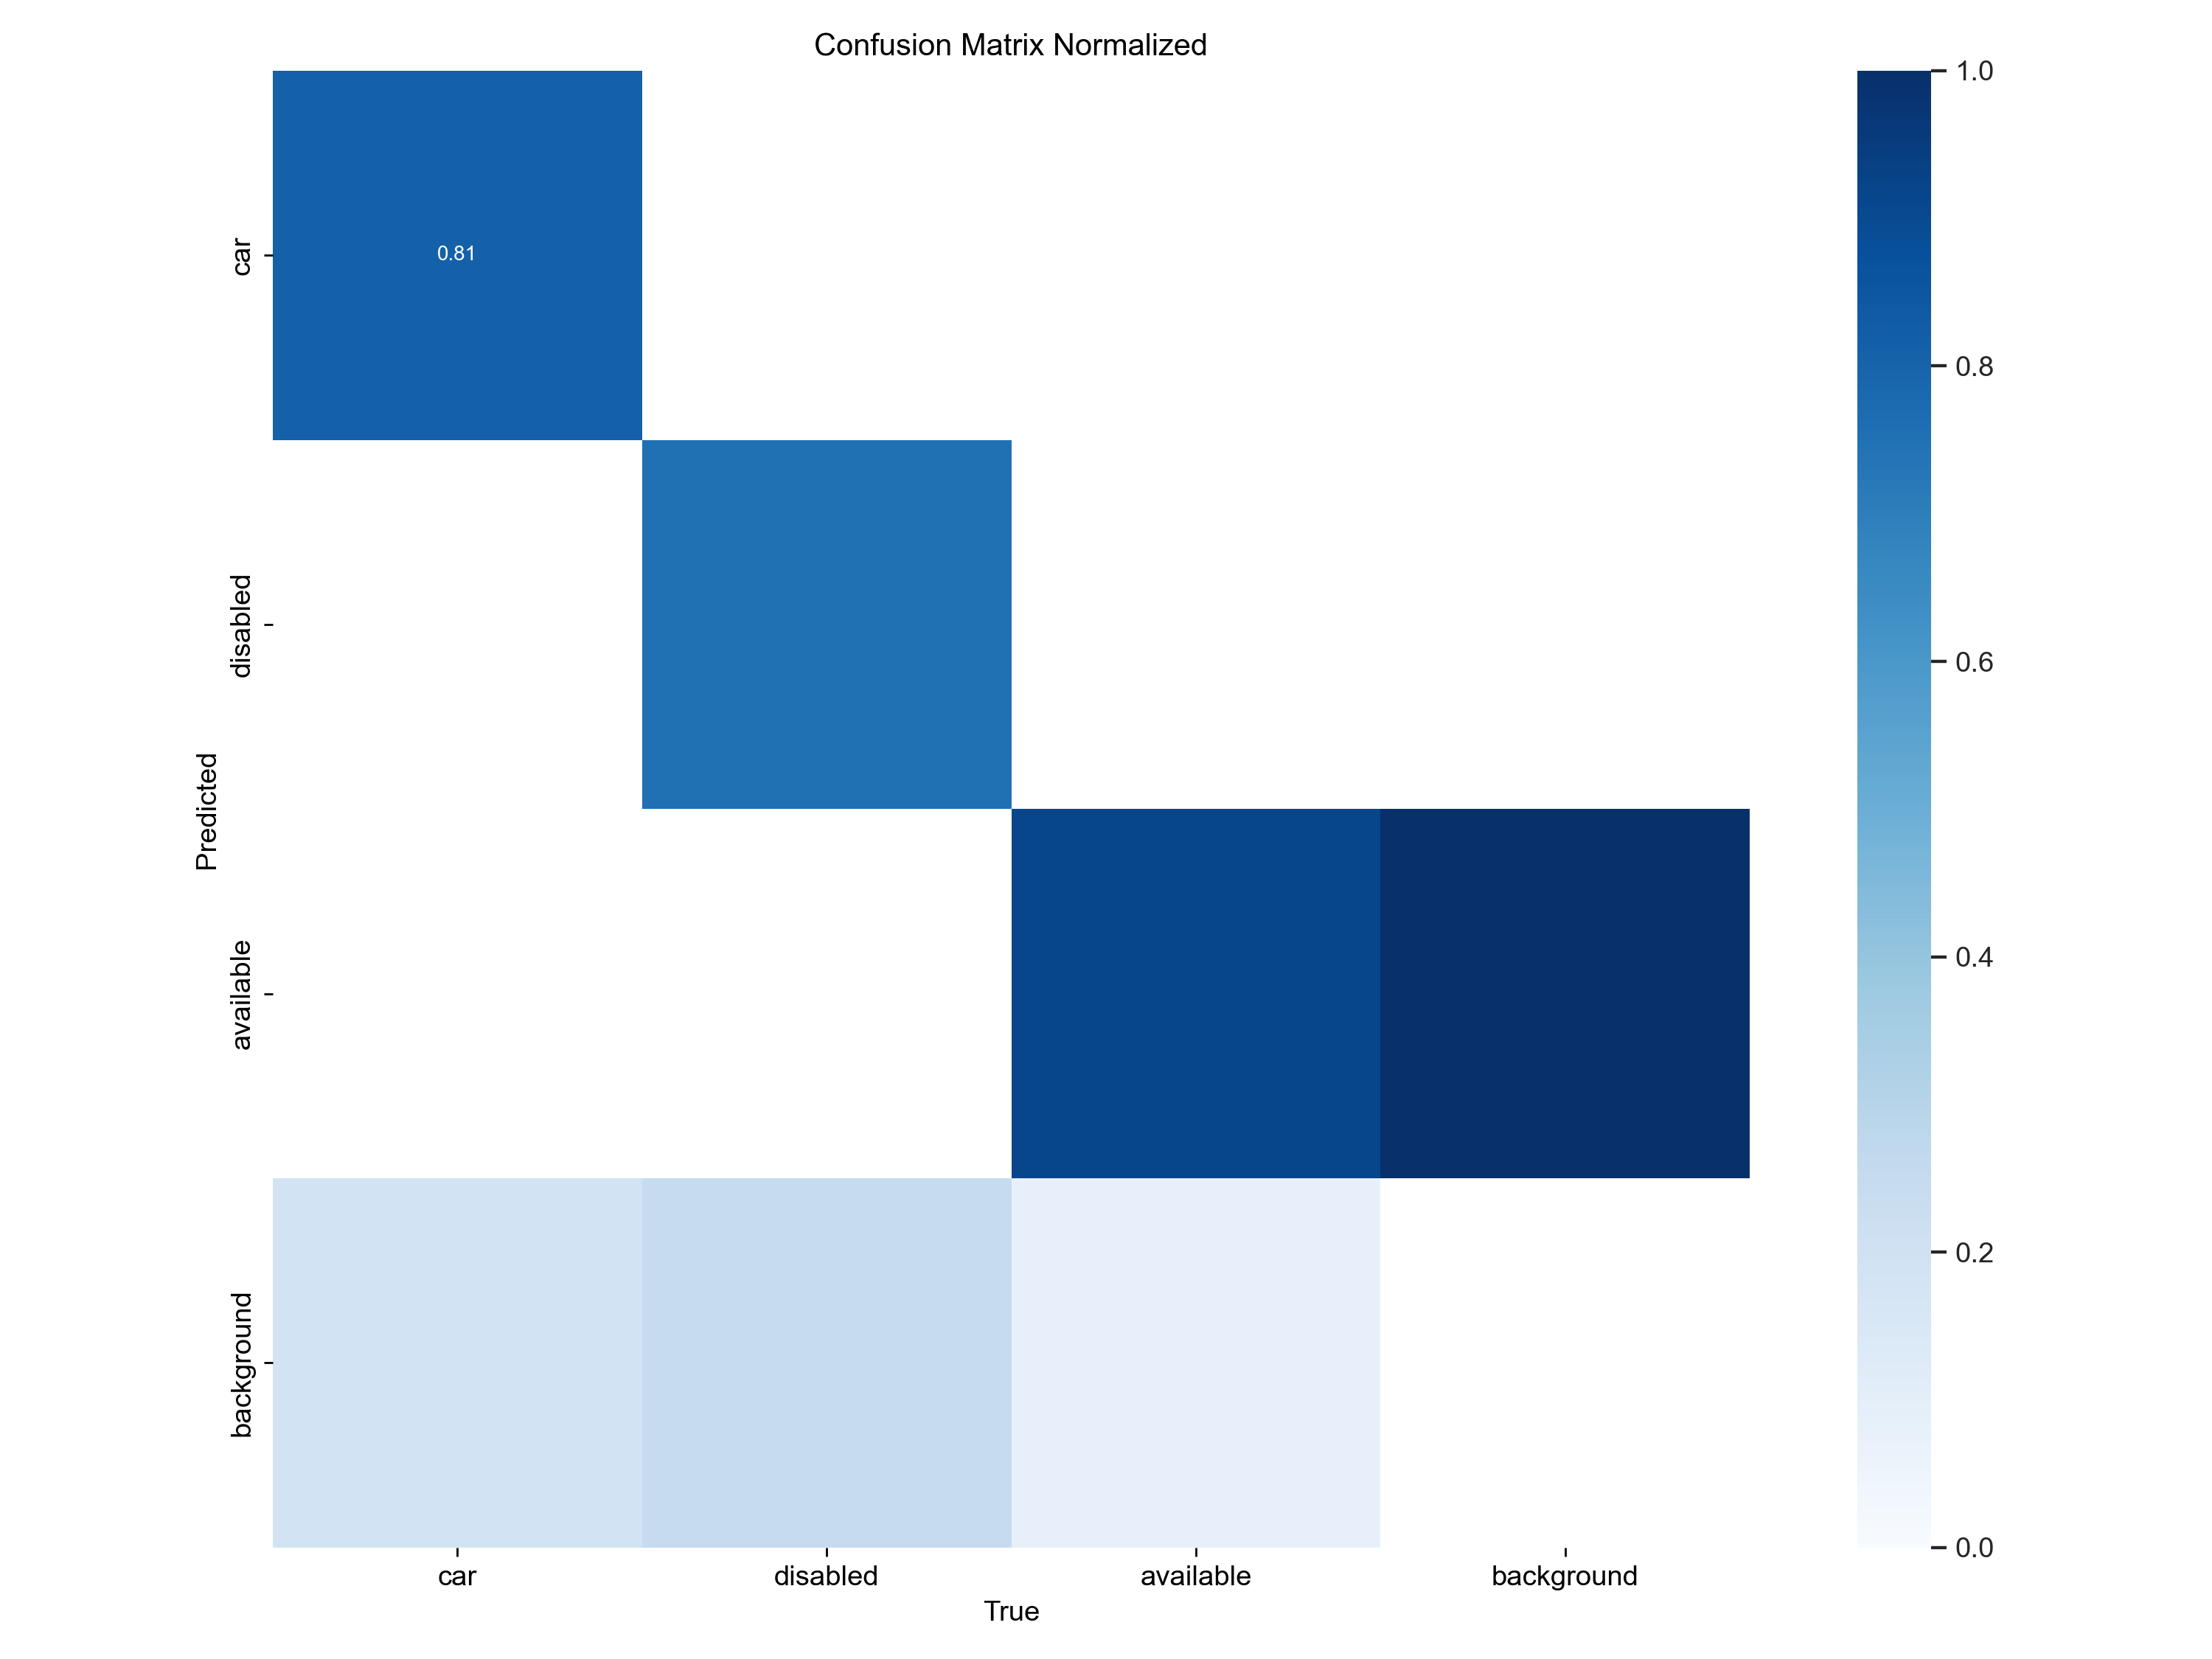 Confusion Matrix Normalized
1.0
0.8
0.6
0.4
0.2
0.0
Predicted
car
disabled
available
background
0.81
car
disabled
available
background
True